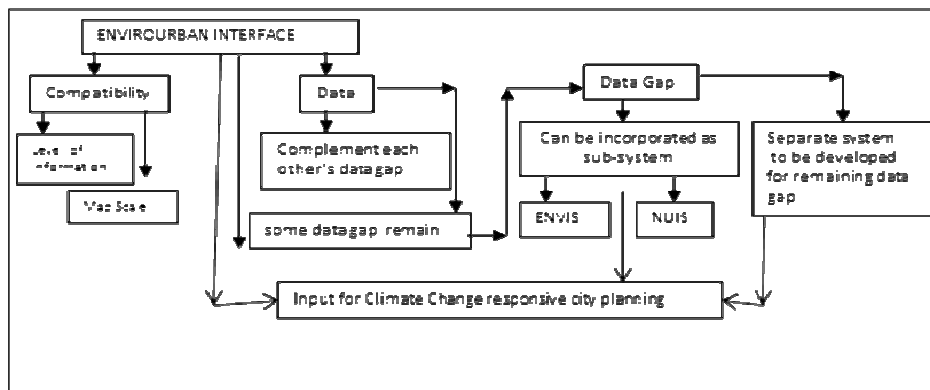 ENVIROURBAN INTERFACE
Compatibility
Data
Data Gap
Level of
information
Map Scale
Complement each
other's datagap
Can be incorporated as
sub-system
Separate system
to be developed
for remaining data
gap
some datagap remain
ENVIS
NUIS
Input for Climate Change responsive city planning